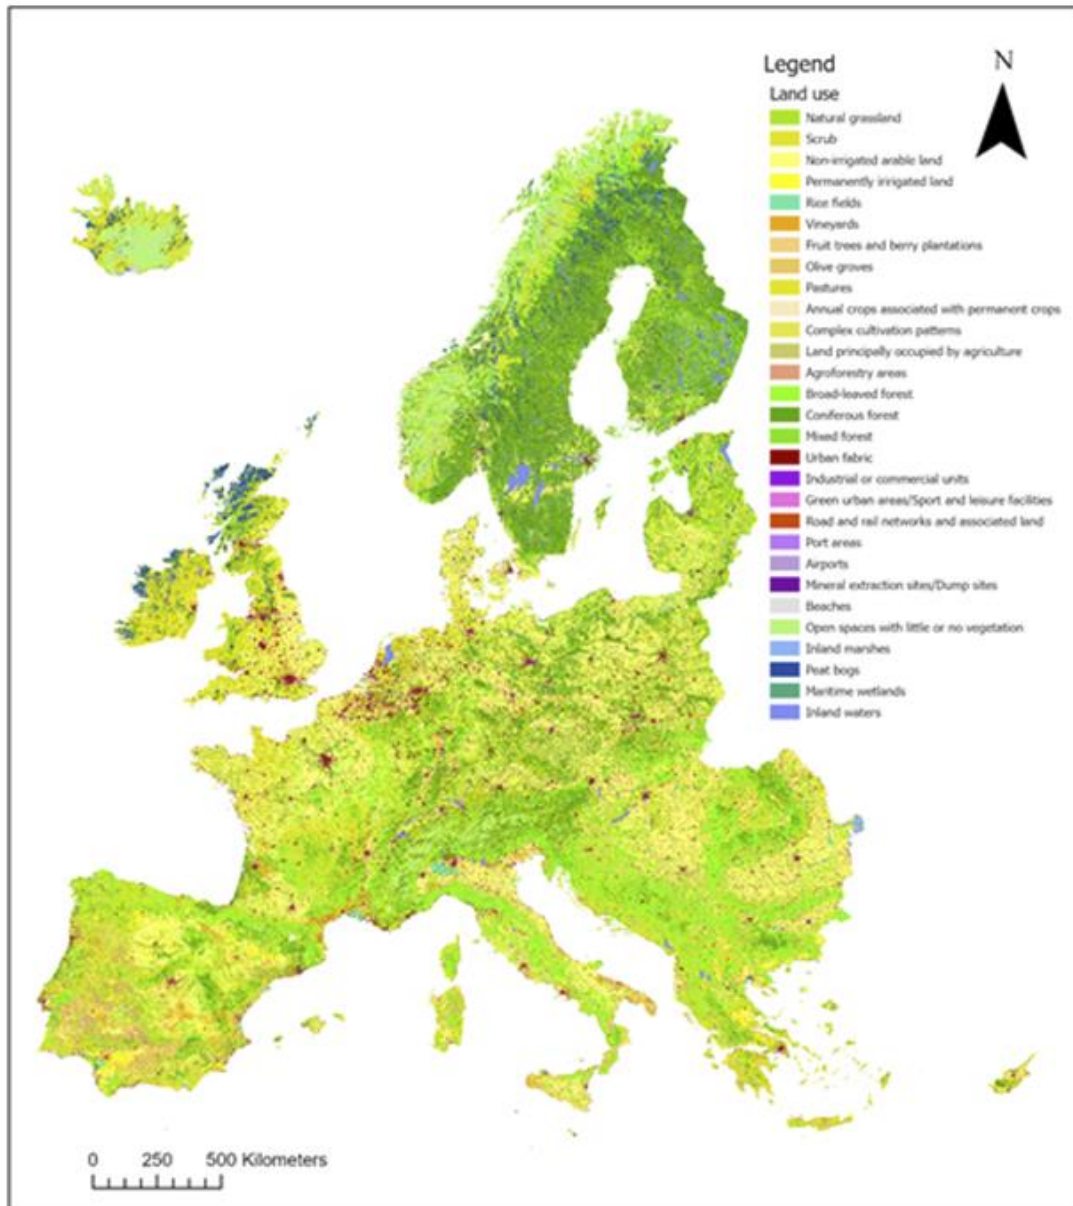 Legend
N
Land use
Natural grassland
Scrub
Non-irrigated arable land
Permanently irirgated land
Rice fields
Vineyards
Fruit trees and berry plantations
Olive groves
Pastures
Annual crops associated with permanent crops
Complex cultivation patterns
Land principally occupied by agriculture
Agroforestry areas
Broad-leaved forest
Coniferous forest
Mixed forest
Urban fabric
Industrial or commercial units
Green urban areas/Sport and leisure facilities
Road and rail networks and associated land
Port areas
Airports
Mineral extraction sites/Dump sites
Beaches
Open spaces with little or no vegetation
Inland marshes
Peat bogs
Maritime wetlands
Inland waters
0 250 500 Kilometers